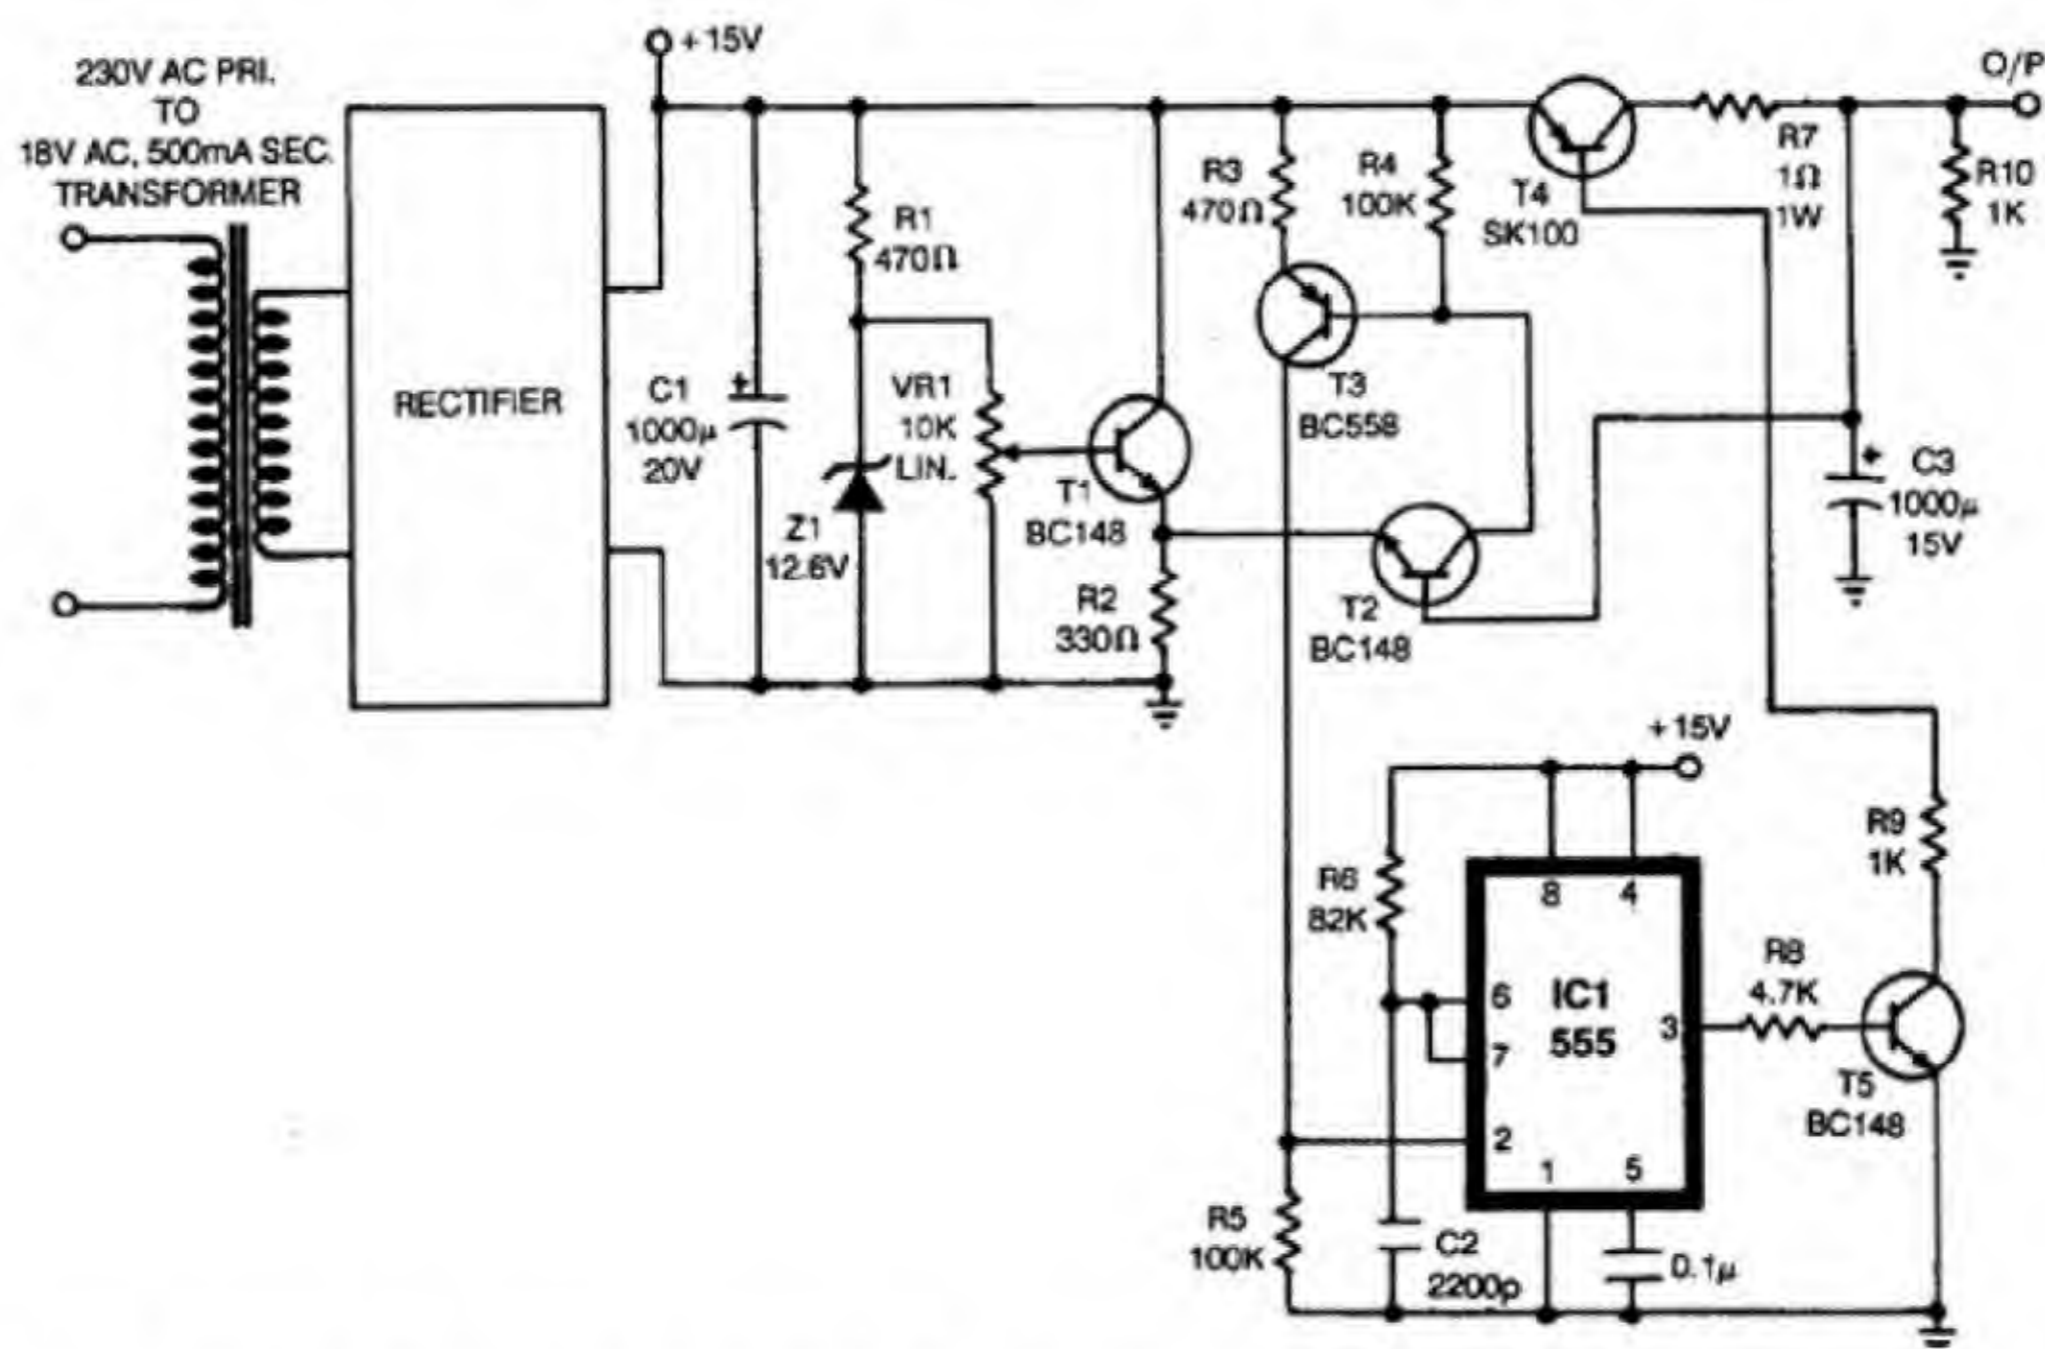 230V AC PRI.
TO
18V AC, 500mA SEC.
TRANSFORMER
RECTIFIER
+15V
C1
1000µ
20V
R1
470Ω
Z1
12.6V
VR1
10K
LIN.
T1
BC148
R2
330Ω
R3
470Ω
R4
100K
T3
BC558
T2
BC148
T4
SK100
R7
1Ω
1W
O/P
R10
1K
C3
1000µ
15V
+
+
+15V
R6
82K
8
4
6
7
2
1
5
3
IC1
555
R8
4.7K
R9
1K
T5
BC148
R5
100K
C2
2200p
0.1µ